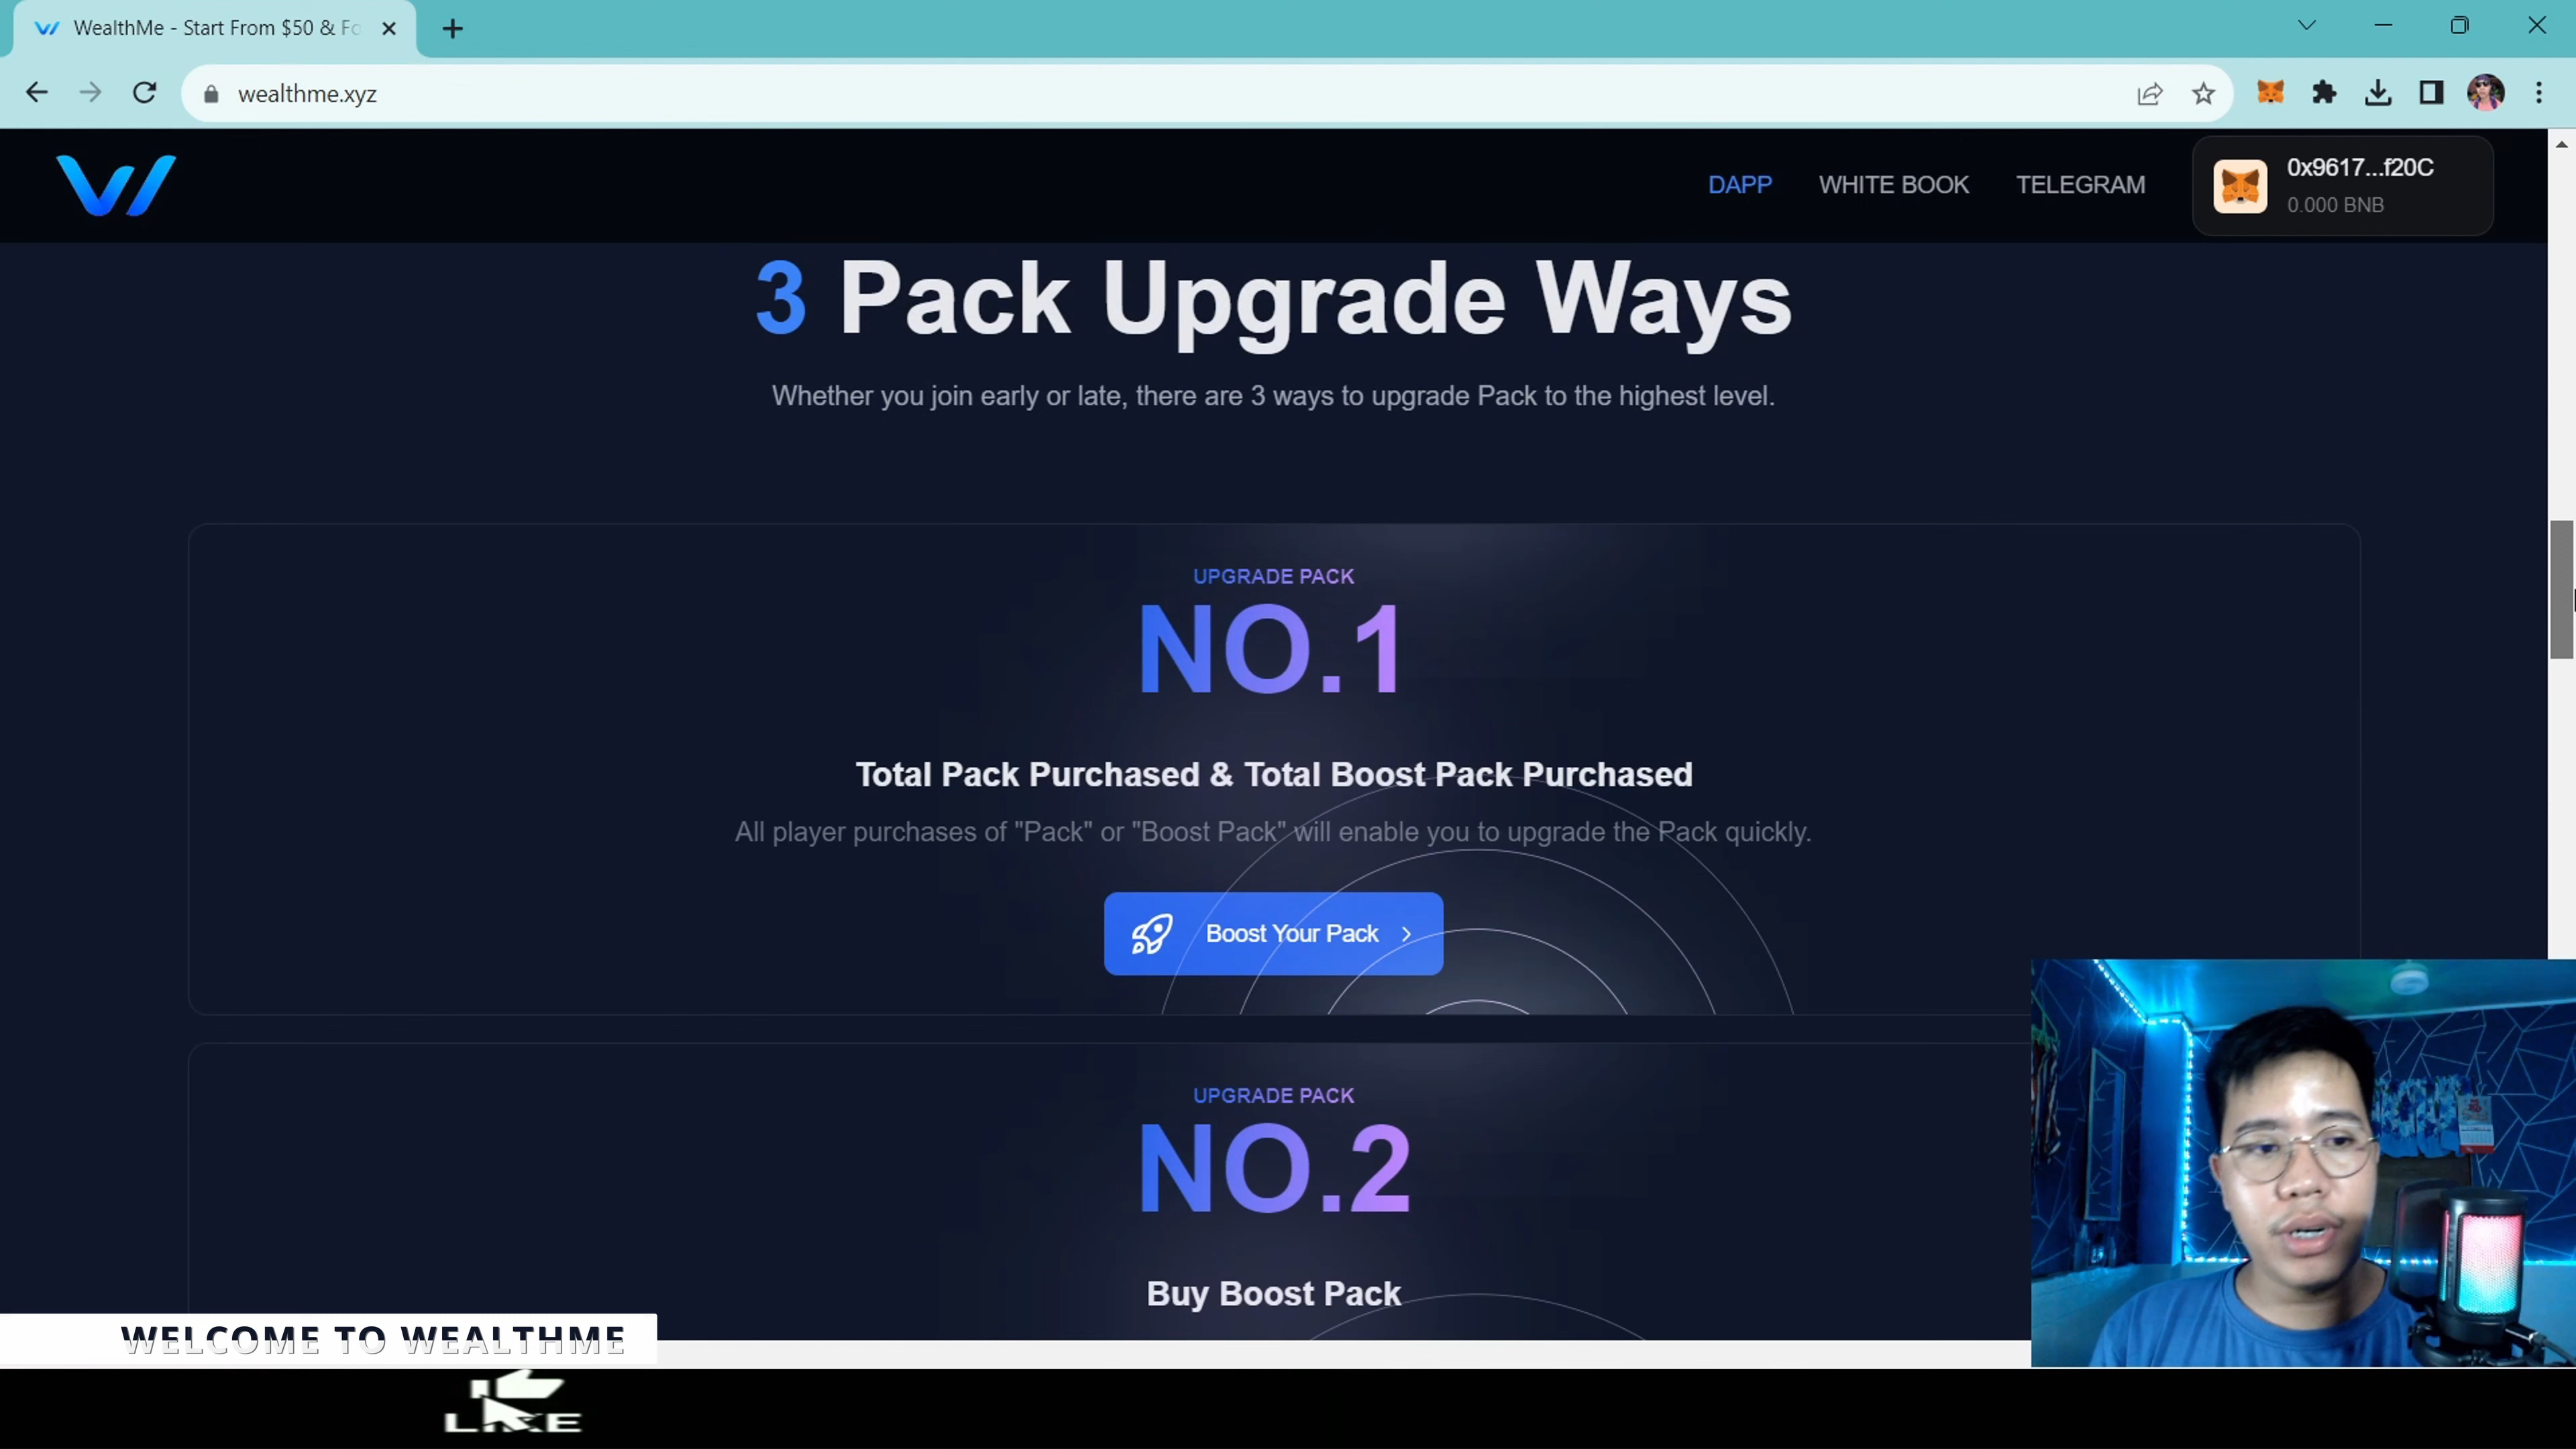 WealthMe - Start From $50 & Fo
wealthme.xyz
DAPP
WHITE BOOK
TELEGRAM
0x9617...f20C
0.000 BNB
3 Pack Upgrade Ways
Whether you join early or late, there are 3 ways to upgrade Pack to the highest level.
UPGRADE PACK
NO.1
Total Pack Purchased & Total Boost Pack Purchased
All player purchases of "Pack" or "Boost Pack" will enable you to upgrade the Pack quickly.
Boost Your Pack
UPGRADE PACK
NO.2
Buy Boost Pack
WELCOME TO WEALTHME
LIKE